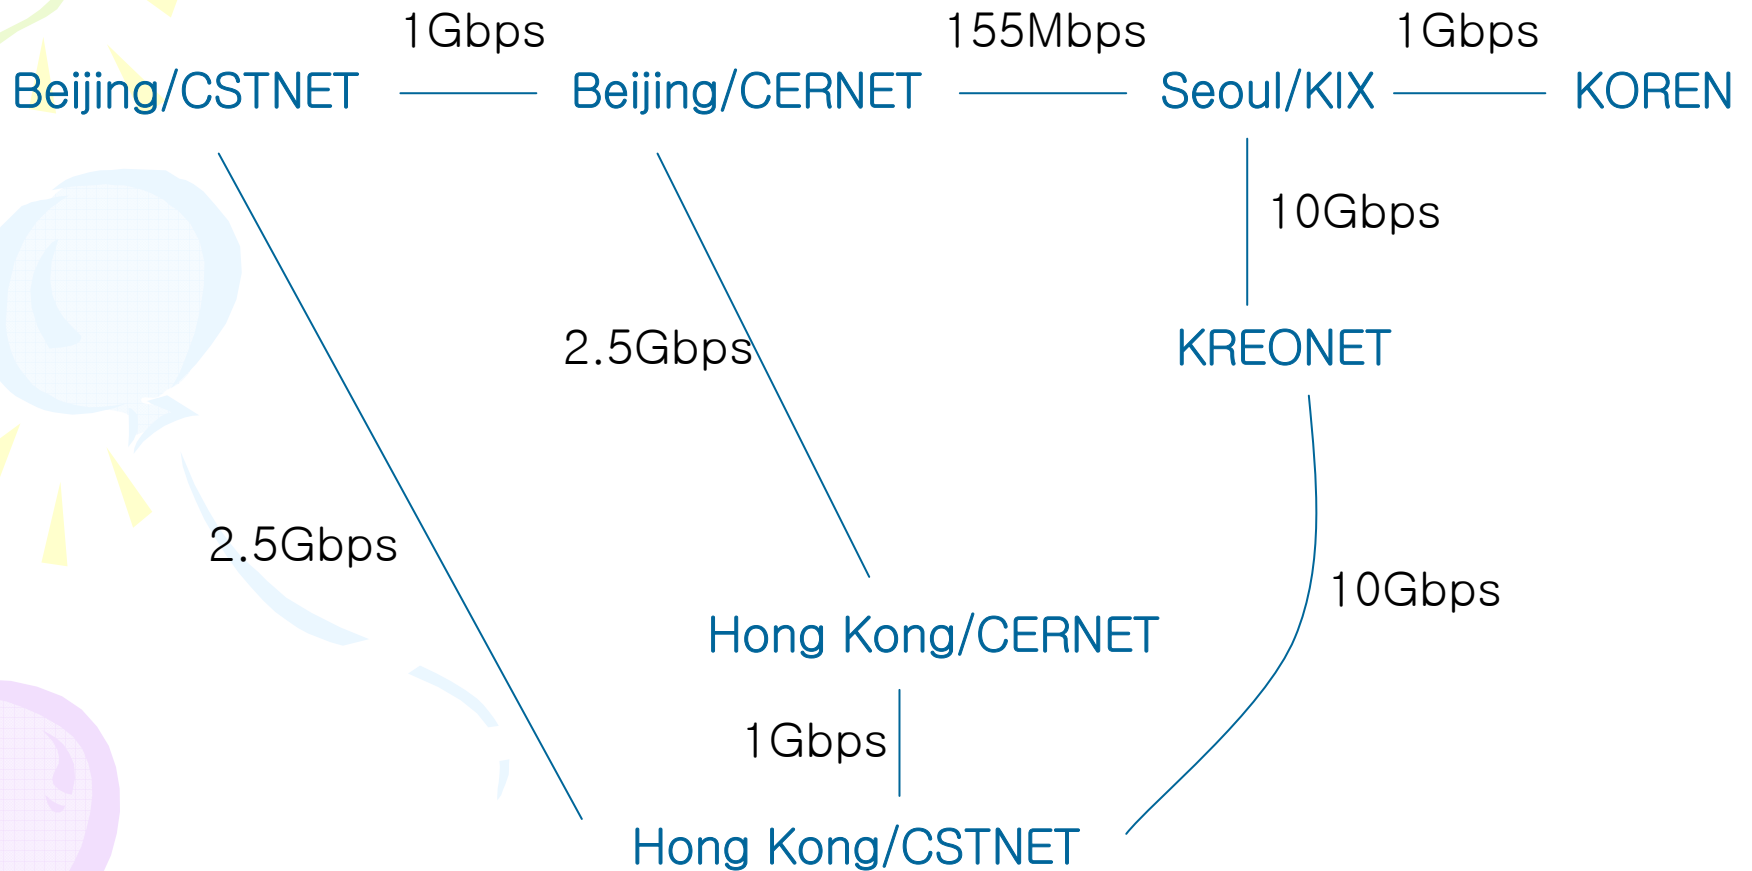 1Gbps
155Mbps
1Gbps
Beijing/CSTNET
Beijing/CERNET
Seoul/KIX
KOREN
10Gbps
2.5Gbps
KREONET
2.5Gbps
10Gbps
Hong Kong/CERNET
1Gbps
Hong Kong/CSTNET